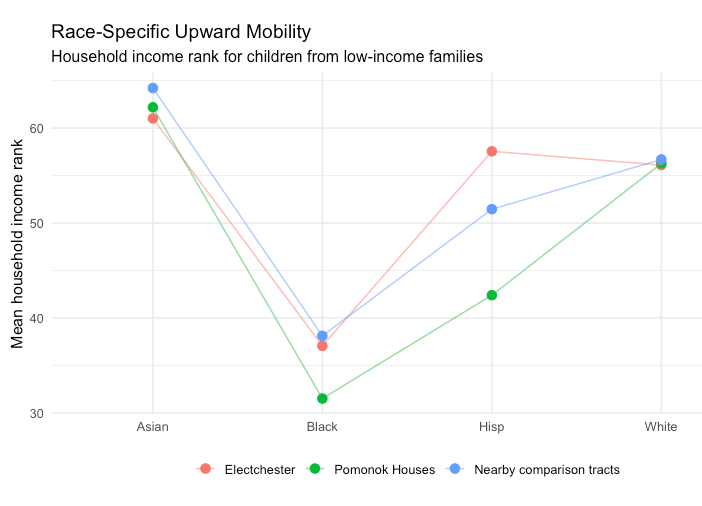 Race-Specific Upward Mobility
Household income rank for children from low-income families
Mean household income rank
60
50
40
30
Asian Black Hisp White
Electchester Pomonok Houses Nearby comparison tracts